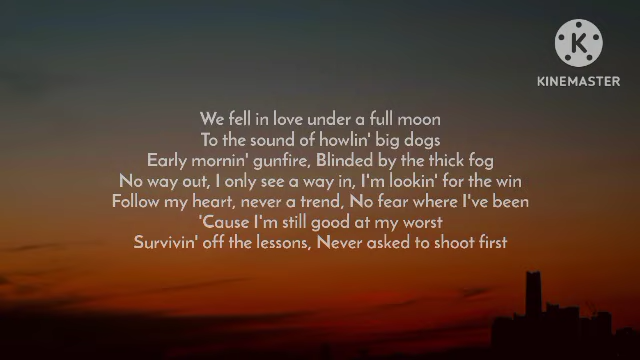 K
KINEMASTER
We fell in love under a full moon
To the sound of howlin' big dogs
Early mornin' gunfire, Blinded by the thick fog
No way out, I only see a way in, I'm lookin' for the win
Follow my heart, never a trend, No fear where I've been
'Cause I'm still good at my worst
Survivin' off the lessons, Never asked to shoot first